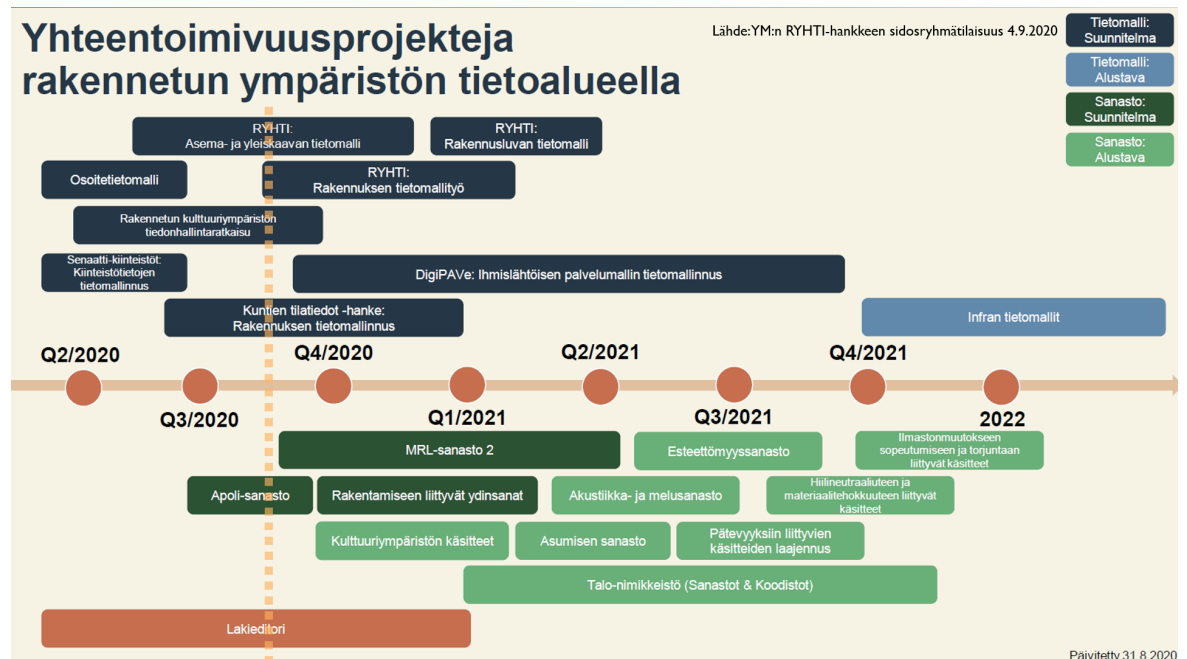 Yhteentoimivuusprojekteja
rakennetun ympäristön tietoalueella
Lähde:YM:n RYHTI-hankkeen sidosryhmätilaisuus 4.9.2020
Tietomalli:
Suunnitelma
Tietomalli:
Alustava
Sanasto:
Suunnitelma
Sanasto:
Alustava
RYHTI:
Asema- ja yleiskaavan tietomalli
RYHTI:
Rakennusluvan tietomalli
Osoitetietomalli
RYHTI:
Rakennuksen tietomallityö
Rakennetun kulttuuriympäristön
tiedonhallintaratkaisu
Senaatti-kiinteistöt:
Kiinteistötietojen
tietomallinnus
DigiPAVe: Ihmislähtöisen palvelumallin tietomallinnus
Kuntien tilatiedot -hanke:
Rakennuksen tietomallinnus
Infran tietomallit
Q2/2020
Q4/2020
Q2/2021
Q4/2021
Q3/2020
Q1/2021
Q3/2021
2022
MRL-sanasto 2
Esteettömyyssanasto
Ilmastonmuutokseen
sopeutumiseen ja torjuntaan
liittyvät käsitteet
Apoli-sanasto
Rakentamiseen liittyvät ydinsanat
Akustiikka- ja melusanasto
Hiilineutraaliuteen ja
materiaalitehokkuuteen liittyvät
käsitteet
Kulttuuriympäristön käsitteet
Asumisen sanasto
Pätevyyksiin liittyvien
käsitteiden laajennus
Talo-nimikkeistö (Sanastot & Koodistot)
Lakieditori
Päivitetty 31.8.2020